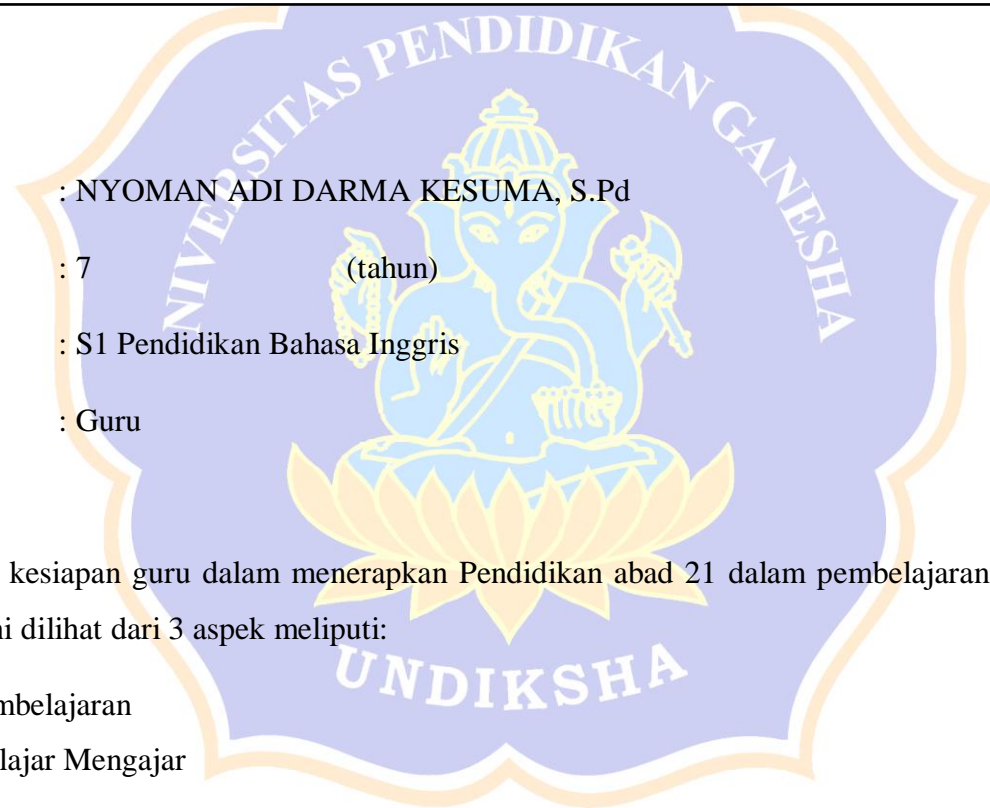 NIVERSITAS PENDIDIKAN GANESHA
: NYOMAN ADI DARMA KESUMA, S.Pd
: 7 (tahun)
: S1 Pendidikan Bahasa Inggris
: Guru
kesiapan guru dalam menerapkan Pendidikan abad 21 dalam pembelajaran
ni dilihat dari 3 aspek meliputi:
UNDIKSHA
mbelajaran
lajar Mengajar